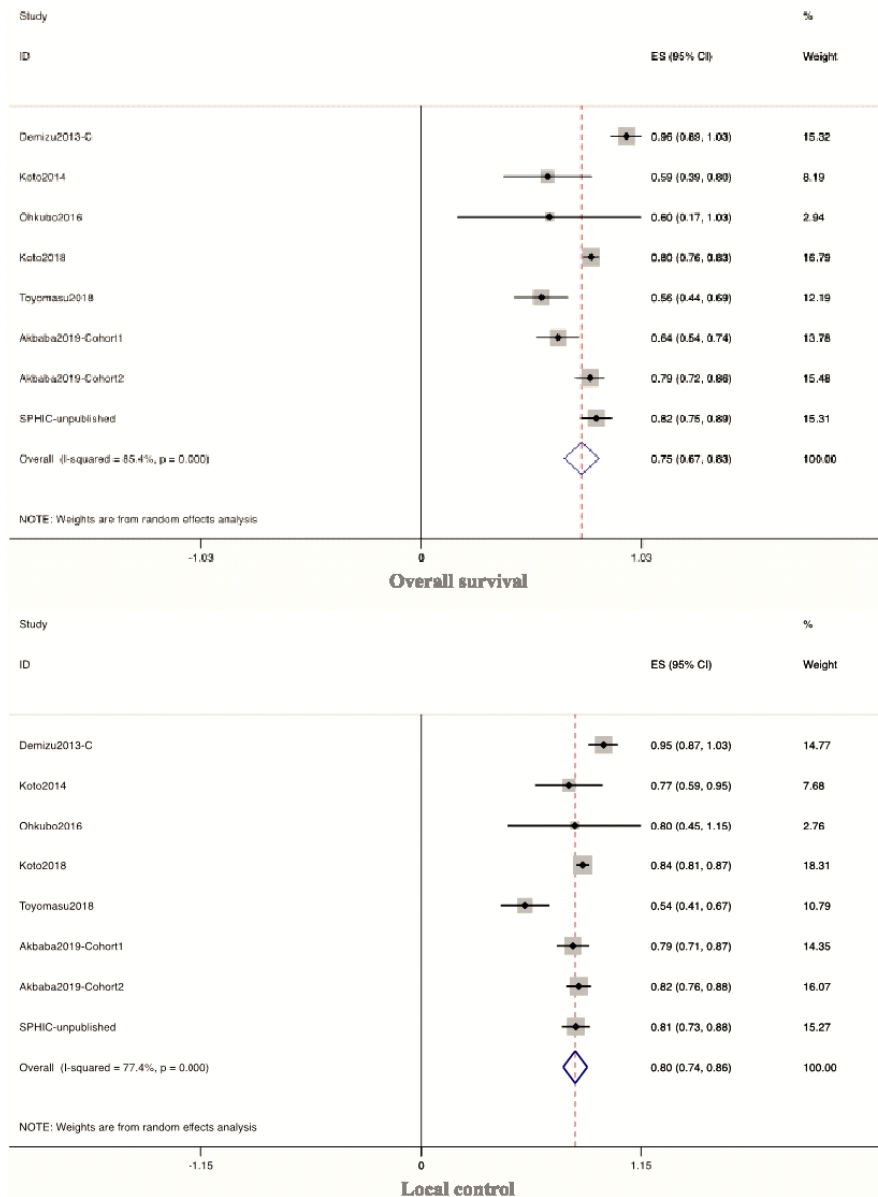 Study %
ID ES (95% CI) Weight
Demizu2013-C 0.96 (0.89, 1.03) 15.32
Koto2014 0.59 (0.39, 0.80) 8.19
Ohkubo2016 0.60 (0.17, 1.03) 2.94
Koto2018 0.80 (0.76, 0.83) 16.79
Toyomasu2018 0.56 (0.44, 0.69) 12.19
Akbaba2019-Cohort1 0.64 (0.54, 0.74) 13.78
Akbaba2019-Cohort2 0.79 (0.72, 0.86) 15.48
SPHIC-unpublished 0.82 (0.75, 0.89) 15.31
Overall (I-squared = 85.4%, p = 0.000) 0.75 (0.67, 0.83) 100.00
NOTE: Weights are from random effects analysis
-1.03 0 1.03
Overall survival
Study %
ID ES (95% CI) Weight
Demizu2013-C 0.95 (0.87, 1.03) 14.77
Koto2014 0.77 (0.59, 0.95) 7.68
Ohkubo2016 0.80 (0.45, 1.15) 2.76
Koto2018 0.84 (0.81, 0.87) 18.31
Toyomasu2018 0.54 (0.41, 0.67) 10.79
Akbaba2019-Cohort1 0.79 (0.71, 0.87) 14.35
Akbaba2019-Cohort2 0.82 (0.76, 0.88) 16.07
SPHIC-unpublished 0.81 (0.73, 0.88) 15.27
Overall (I-squared = 77.4%, p = 0.000) 0.80 (0.74, 0.86) 100.00
NOTE: Weights are from random effects analysis
-1.15 0 1.15
Local control